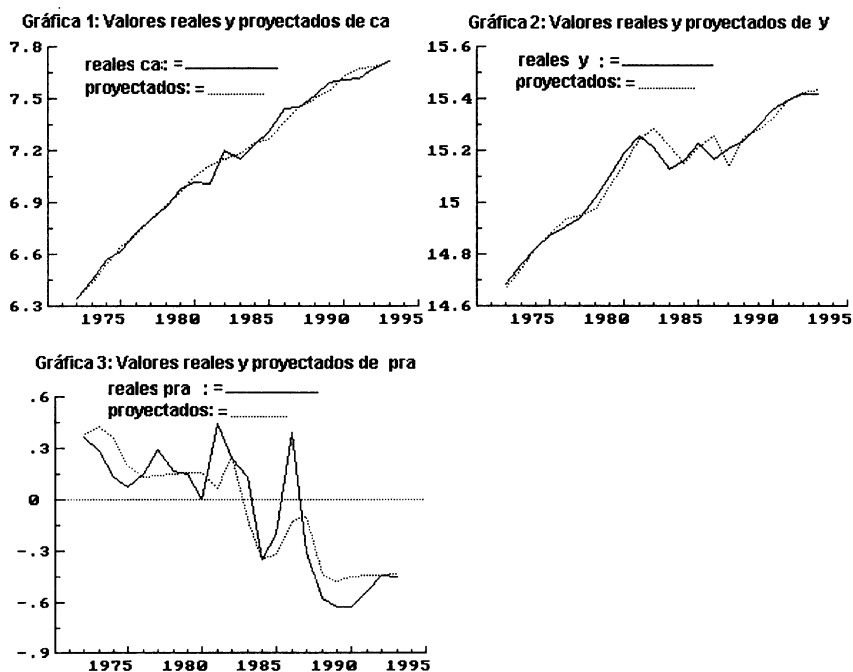 Gráfica 1: Valores reales y proyectados de ca
7.8
7.5
7.2
6.9
6.6
6.3
reales ca: =
proyectados: =
1975 1980 1985 1990 1995
Gráfica 2: Valores reales y proyectados de y
15.6
15.4
15.2
15
14.8
14.6
reales y : =
proyectados: =
1975 1980 1985 1990 1995
Gráfica 3: Valores reales y proyectados de pra
reales pra : =
proyectados: =
.6
.3
0
-.3
-.6
-.9
1975 1980 1985 1990 1995